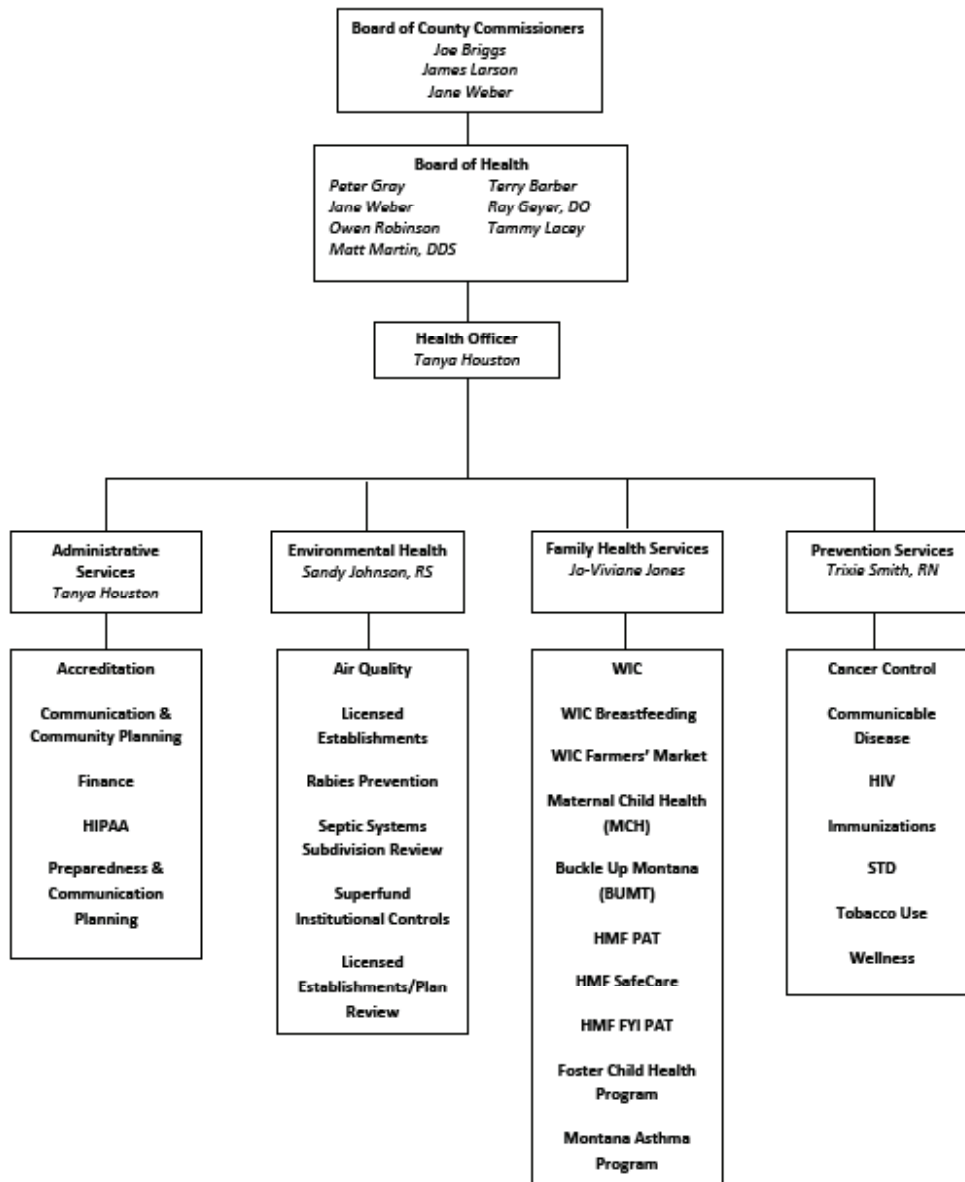 Board of County Commissioners
Joe Briggs
James Larson
Jane Weber
Board of Health
Peter Gray
Jane Weber
Owen Robinson
Matt Martin, DDS
Terry Barber
Ray Geyer, DO
Tammy Lacey
Health Officer
Tanya Houston
Administrative
Services
Tanya Houston
Accreditation
Communication &
Community Planning
Finance
HIPAA
Preparedness &
Communication
Planning
Environmental Health
Sandy Johnson, RS
Air Quality
Licensed
Establishments
Rabies Prevention
Septic Systems
Subdivision Review
Superfund
Institutional Controls
Licensed
Establishments/Plan
Review
Family Health Services
Jo-Viviane Jones
WIC
WIC Breastfeeding
WIC Farmers’ Market
Maternal Child Health
(MCH)
Buckle Up Montana
(BUMT)
HMF PAT
HMF SafeCare
HMF FYI PAT
Foster Child Health
Program
Montana Asthma
Program
Prevention Services
Trixie Smith, RN
Cancer Control
Communicable
Disease
HIV
Immunizations
STD
Tobacco Use
Wellness